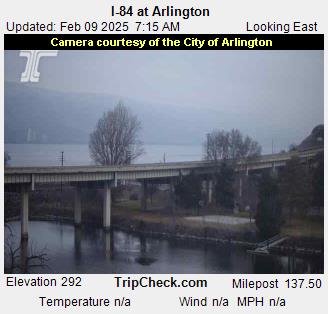 I-84 at Arlington
Updated: Feb 09 2025 7:15 AM Looking East
Camera courtesy of the City of Arlington
Elevation 292 TripCheck.com Milepost 137.50
Temperature n/a Wind n/a MPH n/a